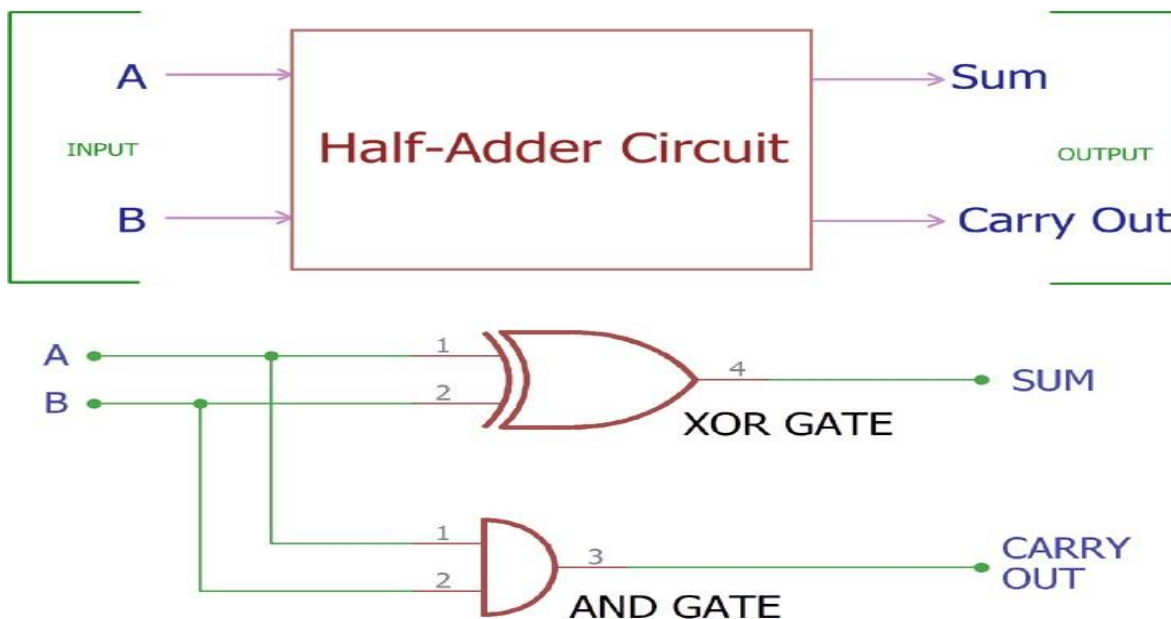 A
Sum
INPUT
Half-Adder Circuit
OUTPUT
B
Carry Out
A
1
4
SUM
B
2
XOR GATE
1
3
CARRY
OUT
2
AND GATE